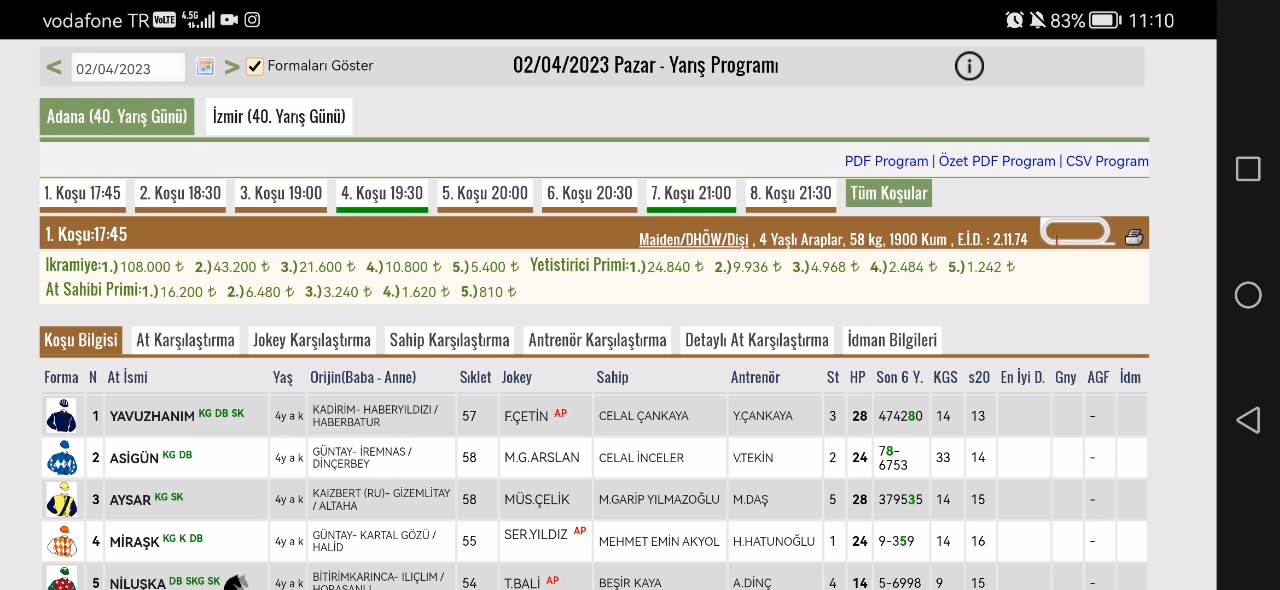 vodafone TR VoLTE 4.5G 83% 11:10
< 02/04/2023 > Formaları Göster 02/04/2023 Pazar - Yarış Programı i
Adana (40. Yarış Günü) İzmir (40. Yarış Günü)
PDF Program | Özet PDF Program | CSV Program
1. Koşu 17:45 2. Koşu 18:30 3. Koşu 19:00 4. Koşu 19:30 5. Koşu 20:00 6. Koşu 20:30 7. Koşu 21:00 8. Koşu 21:30 Tüm Koşular
1. Koşu:17:45 Maiden/DHÖW/Dişi , 4 Yaşlı Araplar, 58 kg, 1900 Kum , E.İ.D. : 2.11.74
Ikramiye:1.)108.000 ₺ 2.)43.200 ₺ 3.)21.600 ₺ 4.)10.800 ₺ 5.)5.400 ₺ Yetistirici Primi:1.)24.840 ₺ 2.)9.936 ₺ 3.)4.968 ₺ 4.)2.484 ₺ 5.)1.242 ₺
At Sahibi Primi:1.)16.200 ₺ 2.)6.480 ₺ 3.)3.240 ₺ 4.)1.620 ₺ 5.)810 ₺
Koşu Bilgisi At Karşılaştırma Jokey Karşılaştırma Sahip Karşılaştırma Antrenör Karşılaştırma Detaylı At Karşılaştırma İdman Bilgileri
Forma N At İsmi Yaş Orijin(Baba - Anne) Sıklet Jokey Sahip Antrenör St HP Son 6 Y. KGS s20 En İyi D. Gny AGF İdm
1 YAVUZHANIM KG DB SK 4y a k KADİRİM- HABERYILDIZI / HABERBATUR 57 F.ÇETİN AP CELAL ÇANKAYA Y.ÇANKAYA 3 28 474280 14 13 -
2 ASİGÜN KG DB 4y a k GÜNTAY- İREMNAS / DİNÇERBEY 58 M.G.ARSLAN CELAL İNCELER V.TEKİN 2 24 78-6753 33 14 -
3 AYSAR KG SK 4y a k KAIZBERT (RU)- GİZEMLİTAY / ALTAHA 58 MÜS.ÇELİK M.GARİP YILMAZOĞLU M.DAŞ 5 28 379535 14 15 -
4 MİRAŞK KG K DB 4y a k GÜNTAY- KARTAL GÖZÜ / HALİD 55 SER.YILDIZ AP MEHMET EMİN AKYOL H.HATUNOĞLU 1 24 9-359 14 16 -
5 NİLUŞKA DB SKG SK 4y a k BİTİRİMKARINCA- ILIÇLIM / HORASANLI 54 T.BALİ AP BEŞİR KAYA A.DİNÇ 4 14 5-6998 9 15 -